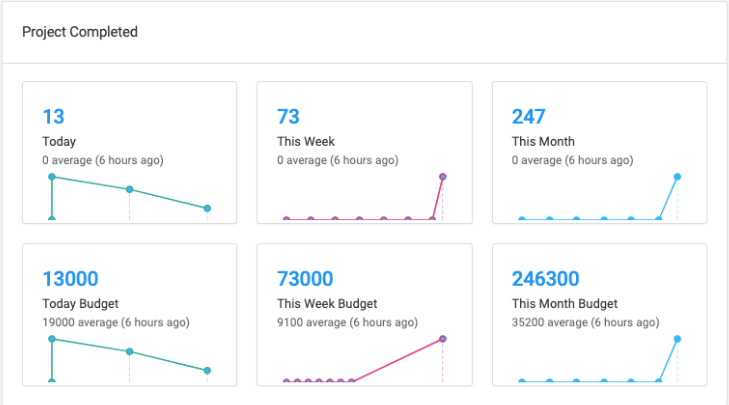 Project Completed
13
Today
0 average (6 hours ago)
73
This Week
0 average (6 hours ago)
247
This Month
0 average (6 hours ago)
13000
Today Budget
19000 average (6 hours ago)
73000
This Week Budget
9100 average (6 hours ago)
246300
This Month Budget
35200 average (6 hours ago)